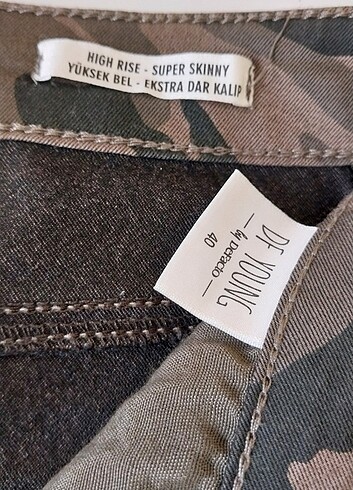 HIGH RISE - SUPER SKINNY
YÜKSEK BEL - EKSTRA DAR KALIP
DF YOUNG
by DeFacto
40